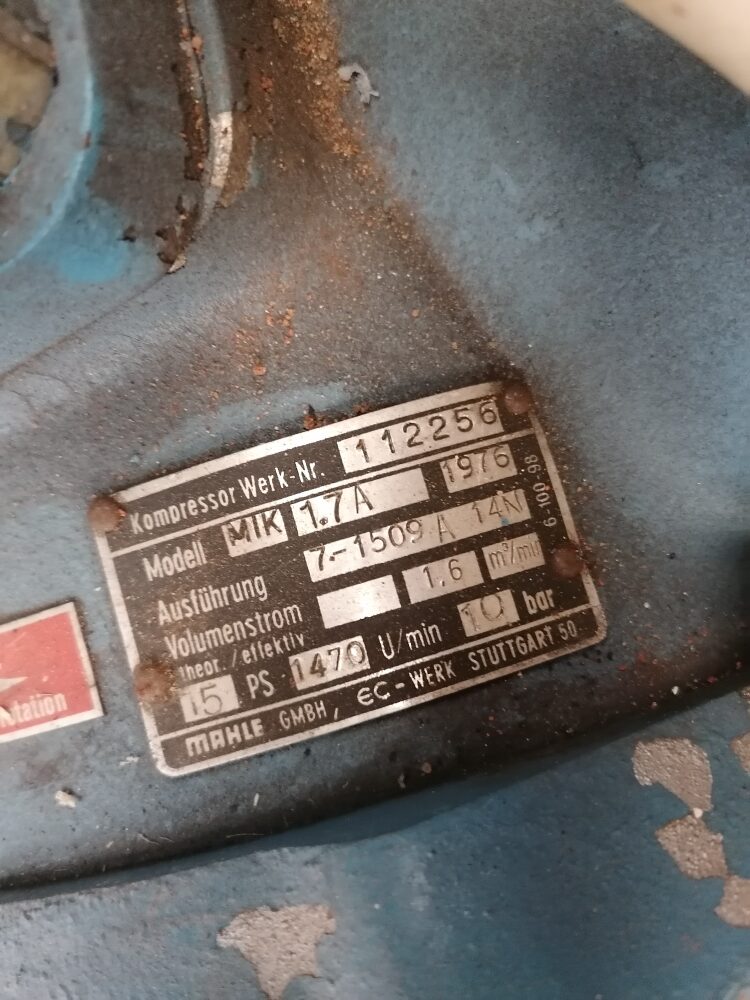 Kompressor Werk-Nr. 112256
Modell MIK 1.7A 1976
Ausführung 7.-1509 A 14N
Volumenstrom 1.6 m³/min
theor./effektiv
15 PS 1470 U/min 10 bar
MAHLE GMBH, EC-WERK STUTTGART 50
6-100-98